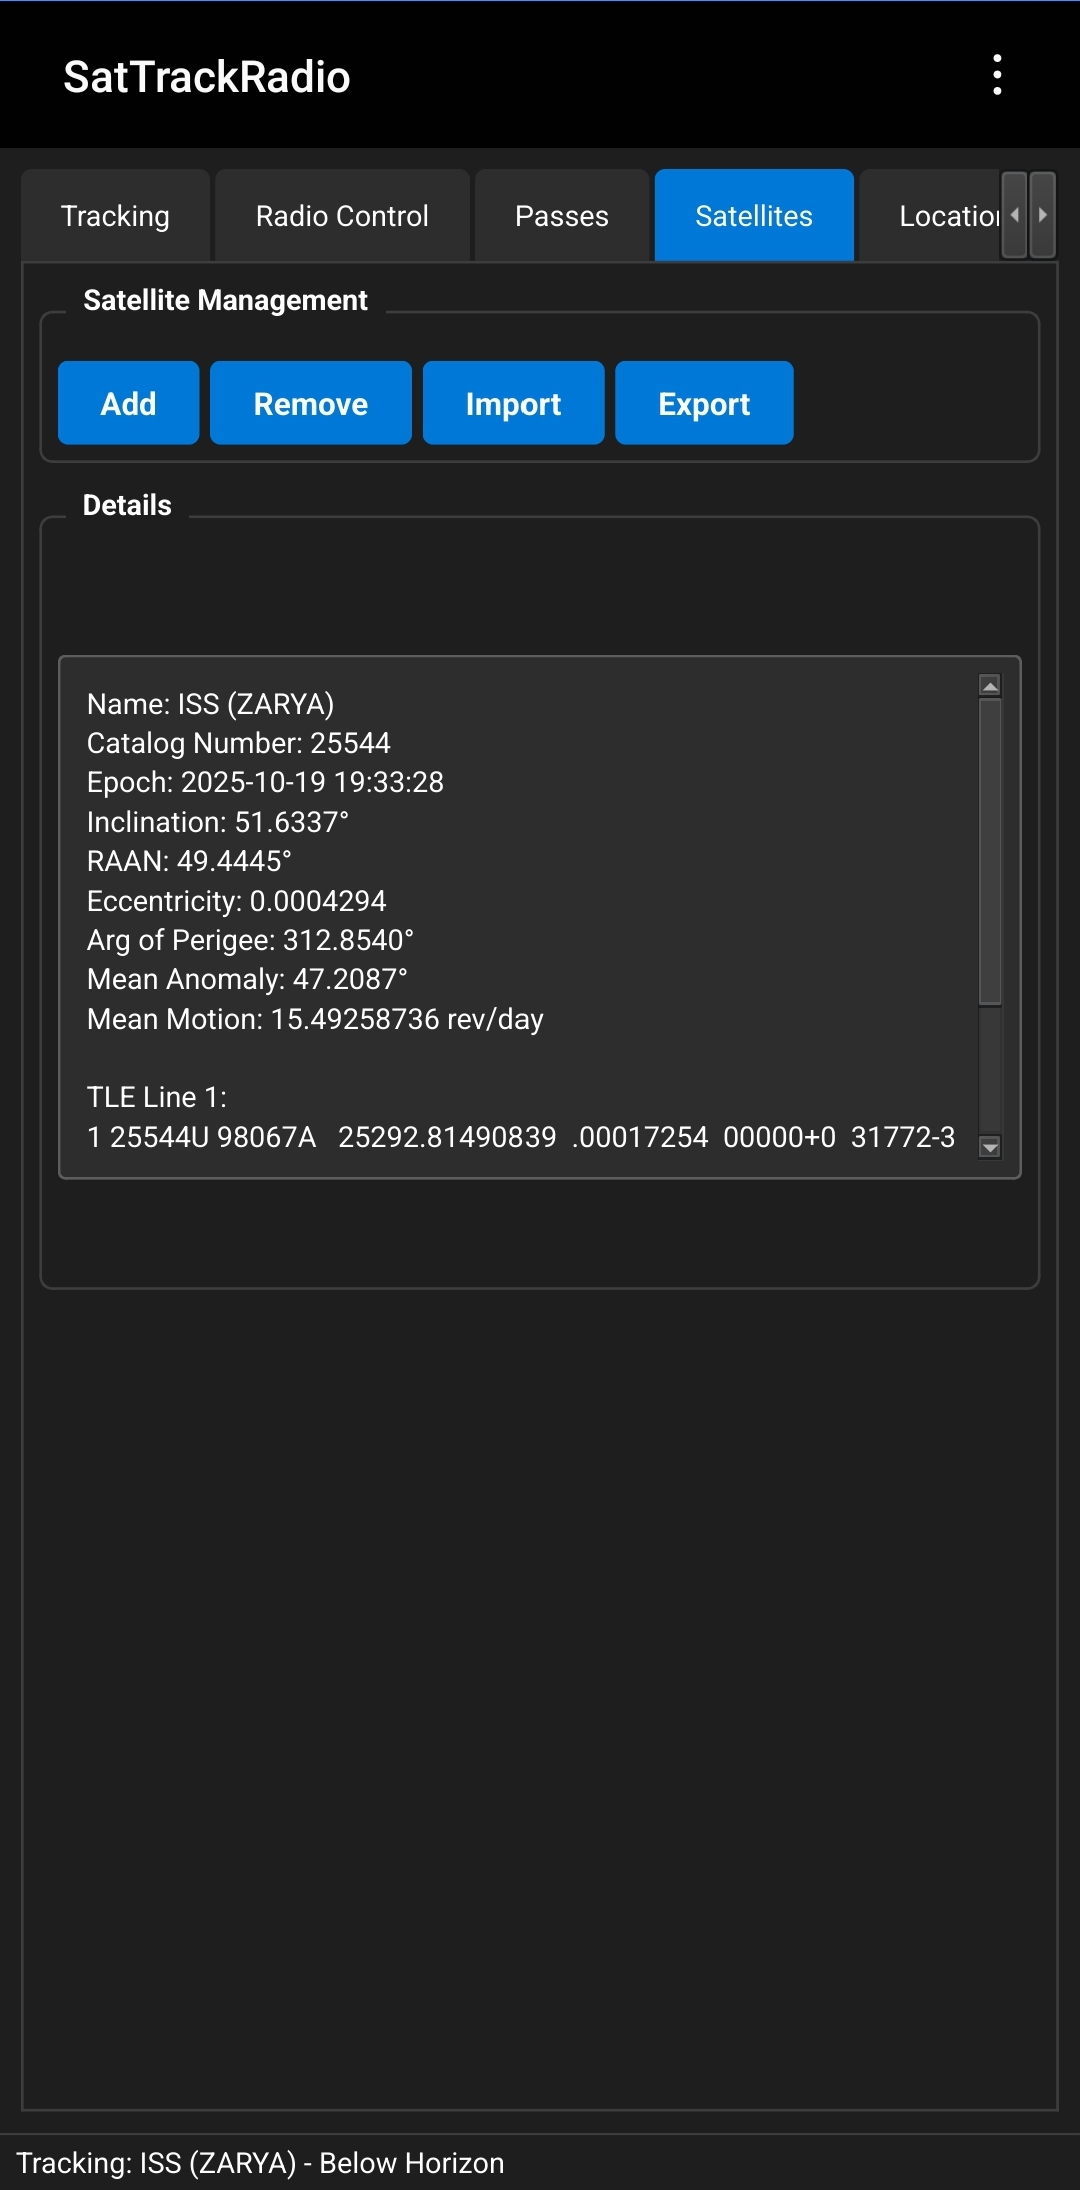 SatTrackRadio
Tracking Radio Control Passes Satellites Location
Satellite Management
Add Remove Import Export
Details
Name: ISS (ZARYA)
Catalog Number: 25544
Epoch: 2025-10-19 19:33:28
Inclination: 51.6337°
RAAN: 49.4445°
Eccentricity: 0.0004294
Arg of Perigee: 312.8540°
Mean Anomaly: 47.2087°
Mean Motion: 15.49258736 rev/day
TLE Line 1:
1 25544U 98067A   25292.81490839  .00017254  00000+0  31772-3
Tracking: ISS (ZARYA) - Below Horizon